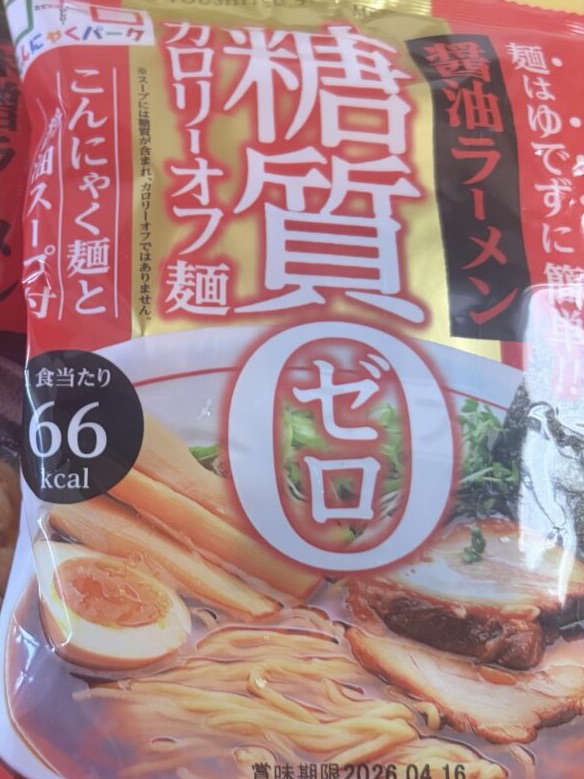 んにゃくパーク
醤油ラーメン
糖質
ゼロ
0
カロリーオフ麺
※スープには糖質が含まれ、カロリーオフではありません。
こんにゃく麺と
油スープ付
麺はゆでずに
簡単!!
1食当たり
66
kcal
賞味期限2026.04.16